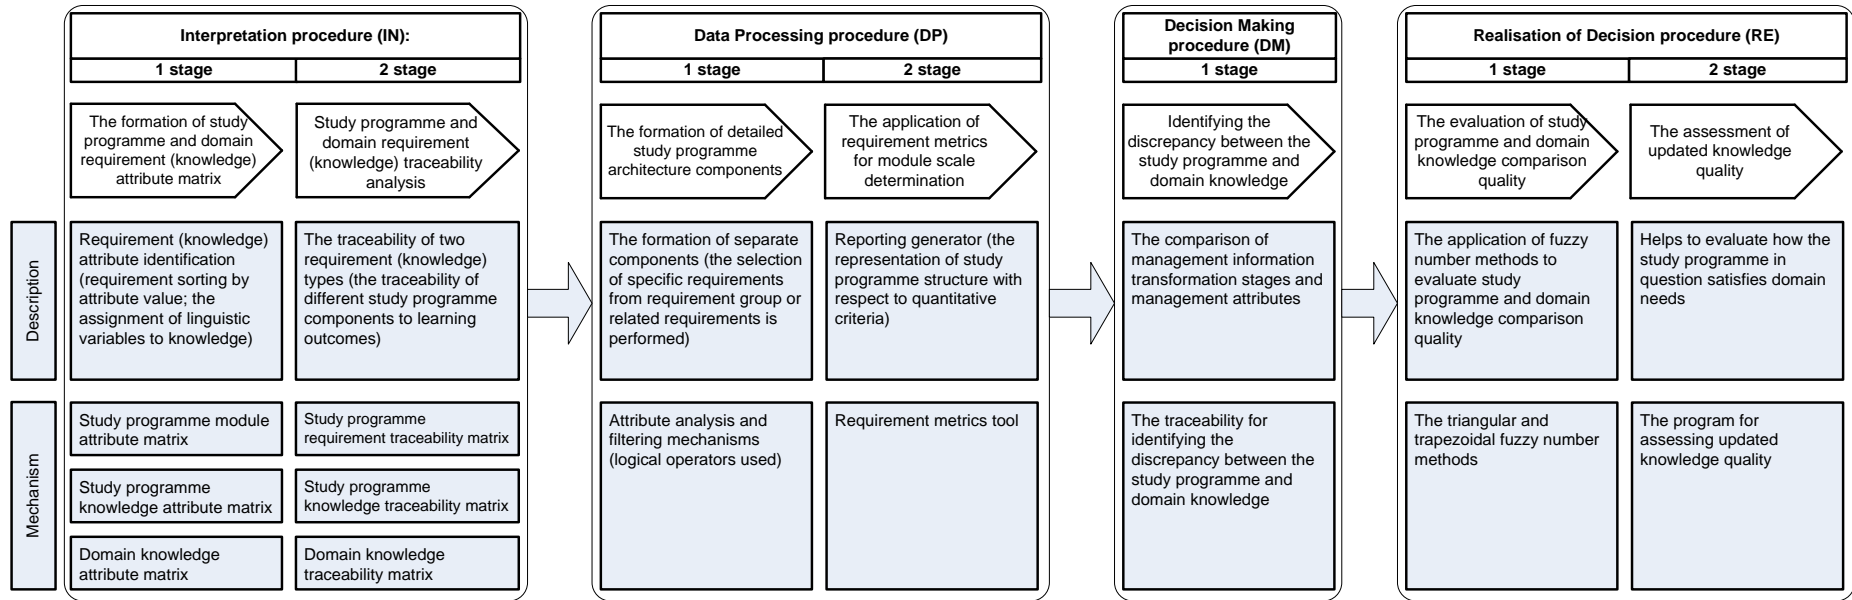 Interpretation procedure (IN):
1 stage
2 stage
Data Processing procedure (DP)
1 stage
2 stage
Decision Making
procedure (DM)
1 stage
Realisation of Decision procedure (RE)
1 stage
2 stage
The formation of study
programme and domain
requirement (knowledge)
attribute matrix
Study programme and
domain requirement
(knowledge) traceability
analysis
The formation of detailed
study programme
architecture components
The application of
requirement metrics
for module scale
determination
Identifying the
discrepancy between the
study programme and
domain knowledge
The evaluation of study
programme and domain
knowledge comparison
quality
The assessment of
updated knowledge
quality
Description
Requirement (knowledge)
attribute identification
(requirement sorting by
attribute value; the
assignment of linguistic
variables to knowledge)
The traceability of two
requirement (knowledge)
types (the traceability of
different study programme
components to learning
outcomes)
The formation of separate
components (the selection
of specific requirements
from requirement group or
related requirements is
performed)
Reporting generator (the
representation of study
programme structure with
respect to quantitative
criteria)
The comparison of
management information
transformation stages and
management attributes
The application of fuzzy
number methods to
evaluate study
programme and domain
knowledge comparison
quality
Helps to evaluate how the
study programme in
question satisfies domain
needs
Mechanism
Study programme module
attribute matrix
Study programme
knowledge attribute matrix
Domain knowledge
attribute matrix
Study programme
requirement traceability matrix
Study programme
knowledge traceability matrix
Domain knowledge
traceability matrix
Attribute analysis and
filtering mechanisms
(logical operators used)
Requirement metrics tool
The traceability for
identifying the
discrepancy between the
study programme and
domain knowledge
The triangular and
trapezoidal fuzzy number
methods
The program for
assessing updated
knowledge quality